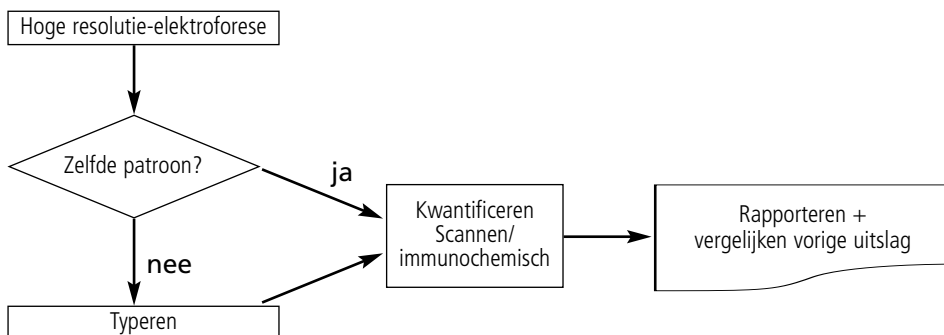 Hoge resolutie-elektroforese
Zelfde patroon?
ja
Kwantificeren
Scannen/
immunochemisch
Rapporteren +
vergelijken vorige uitslag
nee
Typeren